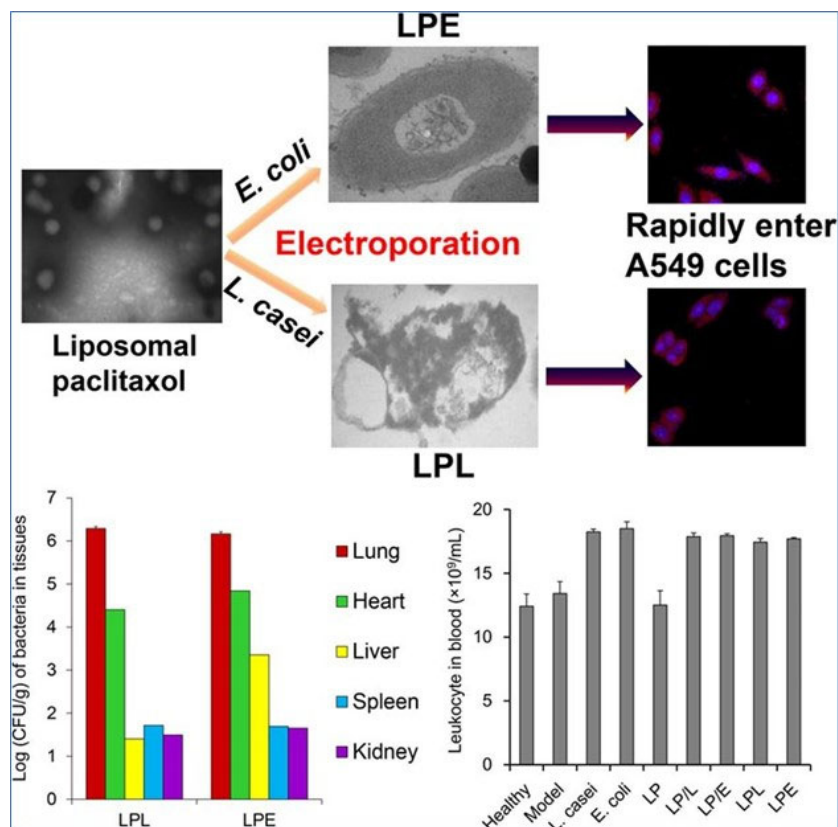 LPE
E. coli
Electroporation
L. casei
Liposomal
paclitaxol
LPL
Rapidly enter
A549 cells
Log (CFU/g) of bacteria in tissues
7
6
5
4
3
2
1
0
LPL
LPE
Lung
Heart
Liver
Spleen
Kidney
Leukocyte in blood (×10⁹/mL)
20
15
10
5
0
Healthy
Model
L. casei
E. coli
LP
LP/L
LP/E
LPL
LPE